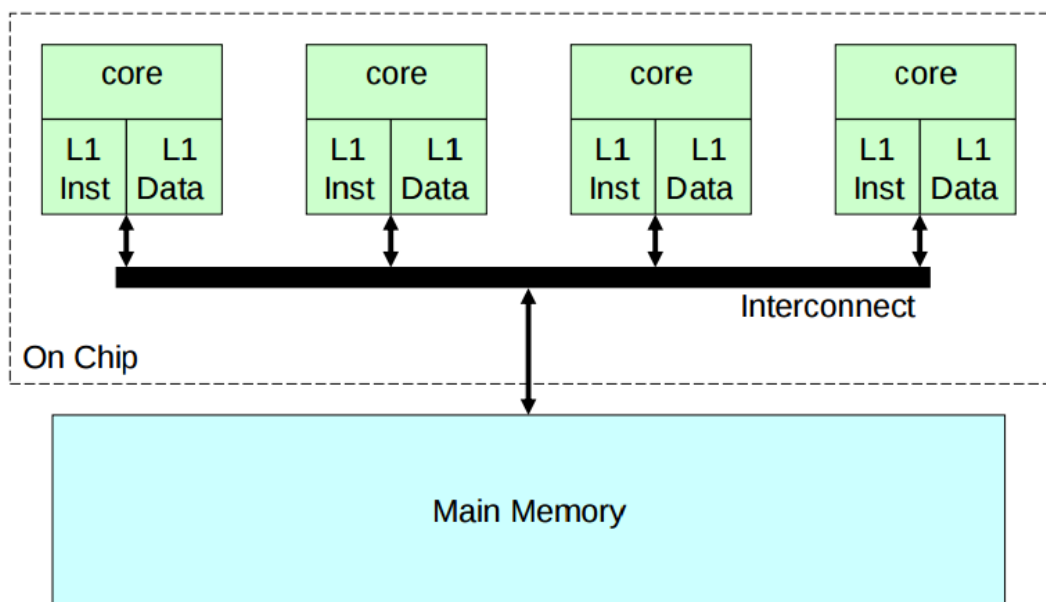 core
core
core
core
L1 L1
Inst Data
L1 L1
Inst Data
L1 L1
Inst Data
L1 L1
Inst Data
Interconnect
On Chip
Main Memory